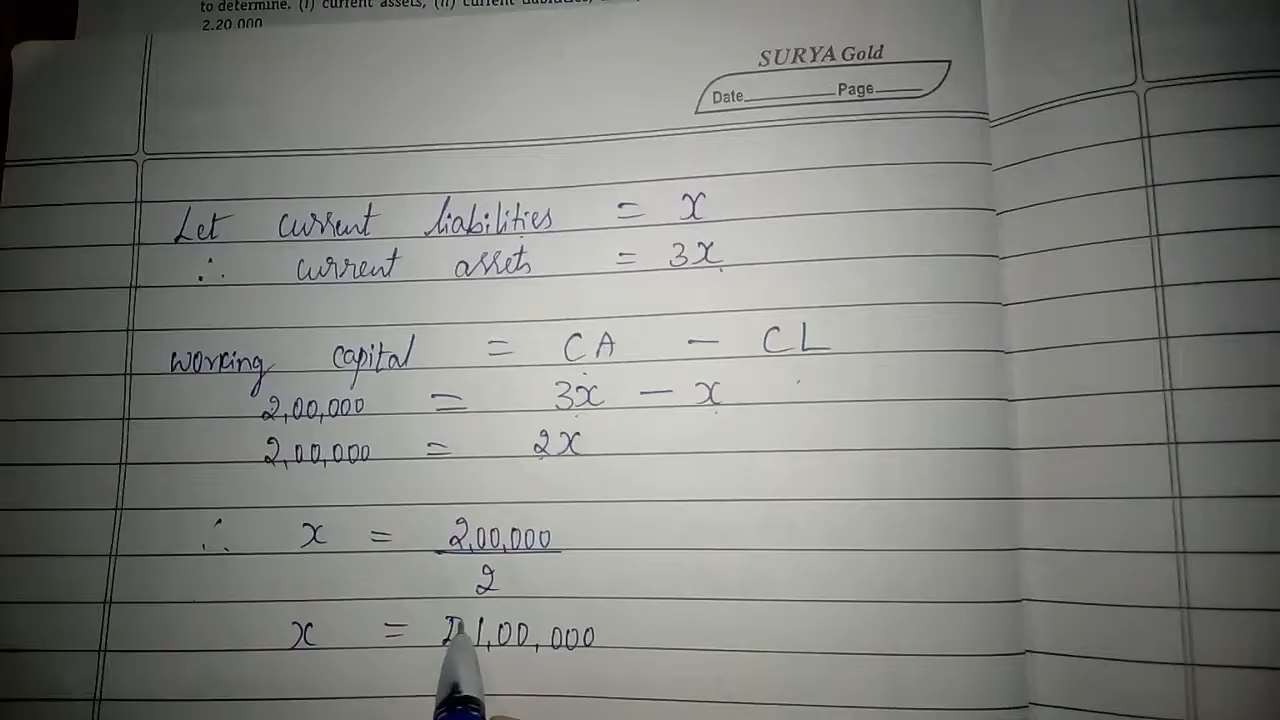 to determine. (i) current assets, (ii) current
2,20,000
SURYA Gold
Date Page
Let current liabilities = x
∴ current assets = 3x
Working capital = CA - CL
2,00,000 = 3x - x
2,00,000 = 2x
∴ x = 2,00,000
2
x = 1,00,000